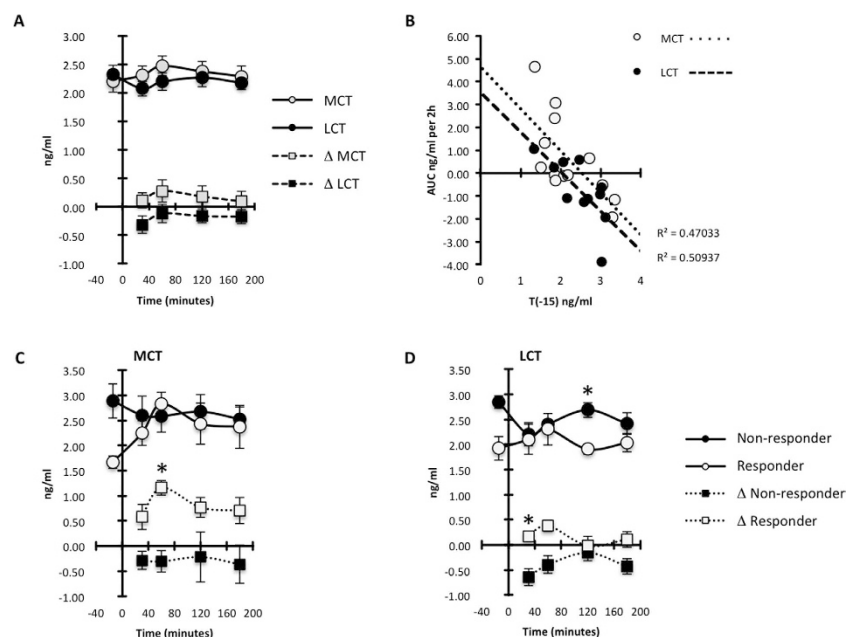 A
3.00
2.50
2.00
1.50
1.00
0.50
0.00
-0.50
-1.00
ng/ml
-40 0 40 80 120 160 200
Time (minutes)
MCT
LCT
Δ MCT
Δ LCT
B
6.00
5.00
4.00
3.00
2.00
1.00
0.00
-1.00
-2.00
-3.00
-4.00
AUC ng/ml per 2h
0 1 2 3 4
T(-15) ng/ml
MCT
LCT
R² = 0.47033
R² = 0.50937
C
MCT
3.50
3.00
2.50
2.00
1.50
1.00
0.50
0.00
-0.50
-1.00
ng/ml
*
-40 0 40 80 120 160 200
Time (minutes)
D
LCT
3.50
3.00
2.50
2.00
1.50
1.00
0.50
0.00
-0.50
-1.00
ng/ml
*
*
-40 0 40 80 120 160 200
Time (minutes)
Non-responder
Responder
Δ Non-responder
Δ Responder